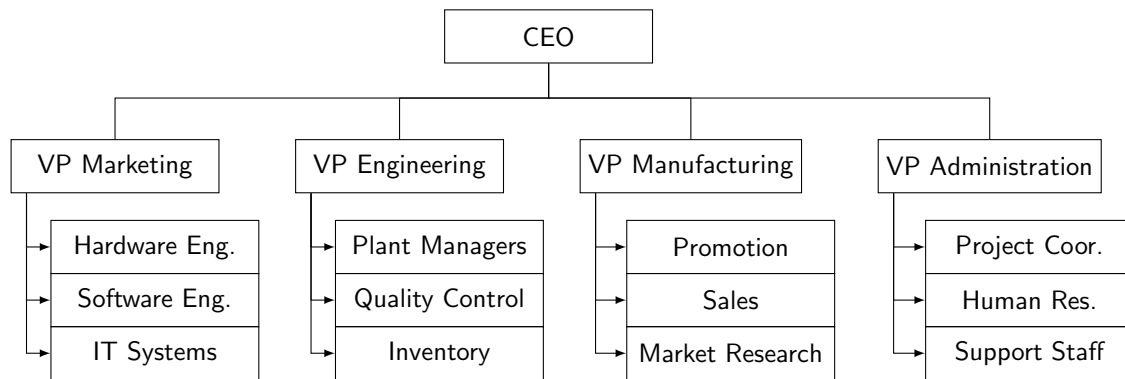 CEO
VP Marketing
VP Engineering
VP Manufacturing
VP Administration
Hardware Eng.
Software Eng.
IT Systems
Plant Managers
Quality Control
Inventory
Promotion
Sales
Market Research
Project Coor.
Human Res.
Support Staff